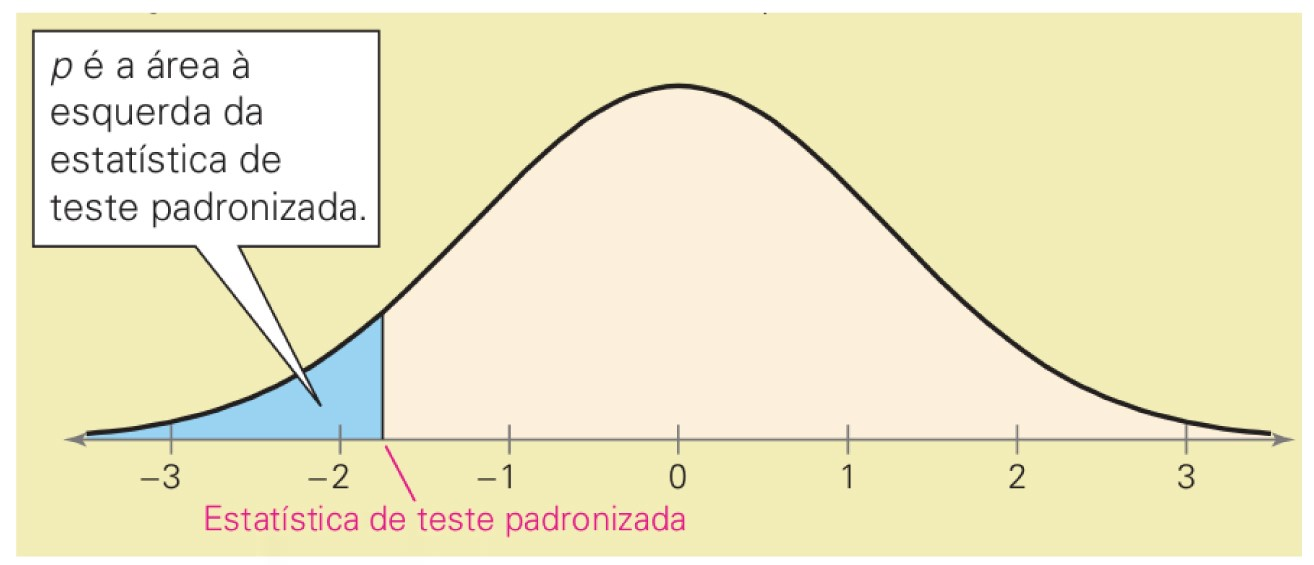 p é a área à
esquerda da
estatística de
teste padronizada.
−3 −2 −1 0 1 2 3
Estatística de teste padronizada